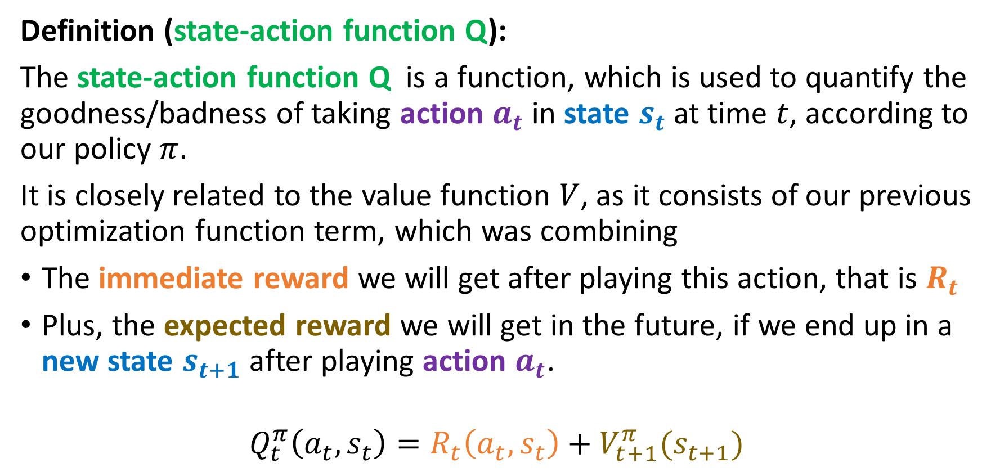 Definition (state-action function Q):
The state-action function Q is a function, which is used to quantify the
goodness/badness of taking action $a_t$ in state $s_t$ at time $t$, according to
our policy $\pi$.
It is closely related to the value function $V$, as it consists of our previous
optimization function term, which was combining
• The immediate reward we will get after playing this action, that is $R_t$
• Plus, the expected reward we will get in the future, if we end up in a
new state $s_{t+1}$ after playing action $a_t$.
$Q_t^{\pi}(a_t, s_t) = R_t(a_t, s_t) + V_{t+1}^{\pi}(s_{t+1})$